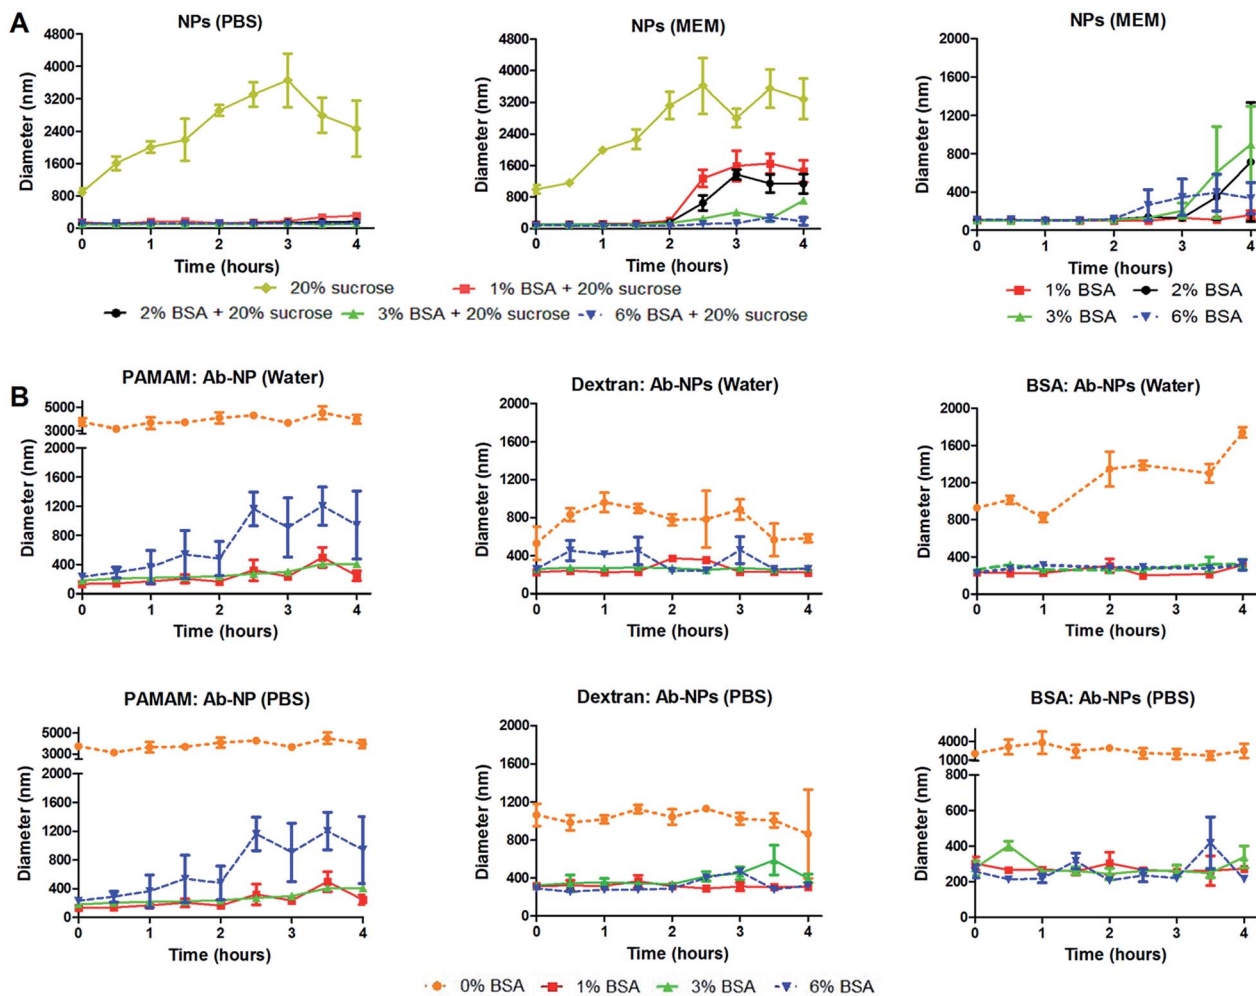 A
NPs (PBS)
Diameter (nm)
4800
4000
3200
2400
1600
800
0
0 1 2 3 4
Time (hours)
NPs (MEM)
Diameter (nm)
4800
4000
3200
2400
1600
800
0
0 1 2 3 4
Time (hours)
NPs (MEM)
Diameter (nm)
2000
1600
1200
800
400
0
0 1 2 3 4
Time (hours)
20% sucrose 1% BSA + 20% sucrose
2% BSA + 20% sucrose 3% BSA + 20% sucrose 6% BSA + 20% sucrose
1% BSA 2% BSA
3% BSA 6% BSA
B
PAMAM: Ab-NP (Water)
Diameter (nm)
5000
3000
2000
1600
1200
800
400
0
0 1 2 3 4
Time (hours)
Dextran: Ab-NPs (Water)
Diameter (nm)
2000
1600
1200
800
400
0
0 1 2 3 4
Time (hours)
BSA: Ab-NPs (Water)
Diameter (nm)
2000
1600
1200
800
400
0
0 1 2 3 4
Time (hours)
PAMAM: Ab-NP (PBS)
Diameter (nm)
5000
3000
2000
1600
1200
800
400
0
0 1 2 3 4
Time (hours)
Dextran: Ab-NPs (PBS)
Diameter (nm)
2000
1600
1200
800
400
0
0 1 2 3 4
Time (hours)
BSA: Ab-NPs (PBS)
Diameter (nm)
4000
1000
800
600
400
200
0
0 1 2 3 4
Time (hours)
0% BSA 1% BSA 3% BSA 6% BSA